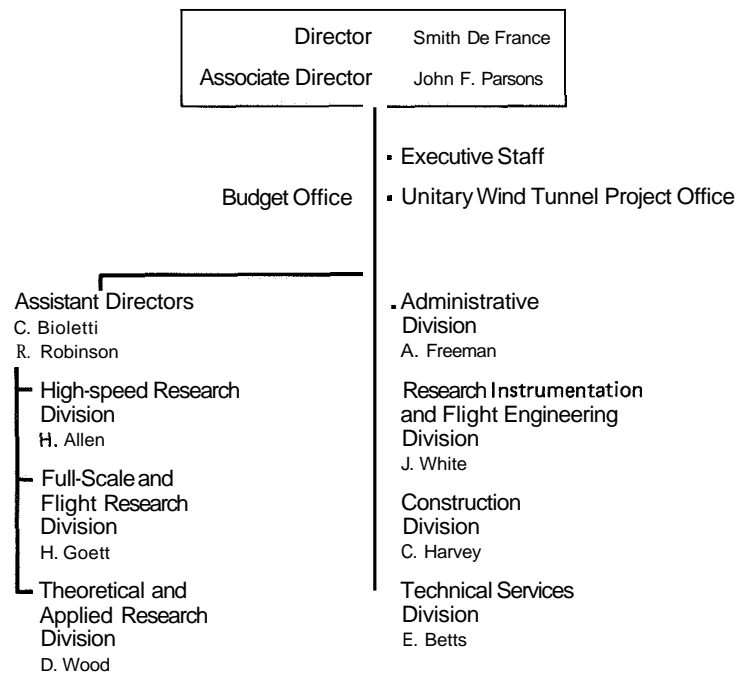 Director Smith De France
Associate Director John F. Parsons
Executive Staff
Budget Office
Unitary Wind Tunnel Project Office
Assistant Directors
C. Bioletti
R. Robinson
High-speed Research
Division
H. Allen
Full-Scale and
Flight Research
Division
H. Goett
Theoretical and
Applied Research
Division
D. Wood
Administrative
Division
A. Freeman
Research Instrumentation
and Flight Engineering
Division
J. White
Construction
Division
C. Harvey
Technical Services
Division
E. Betts